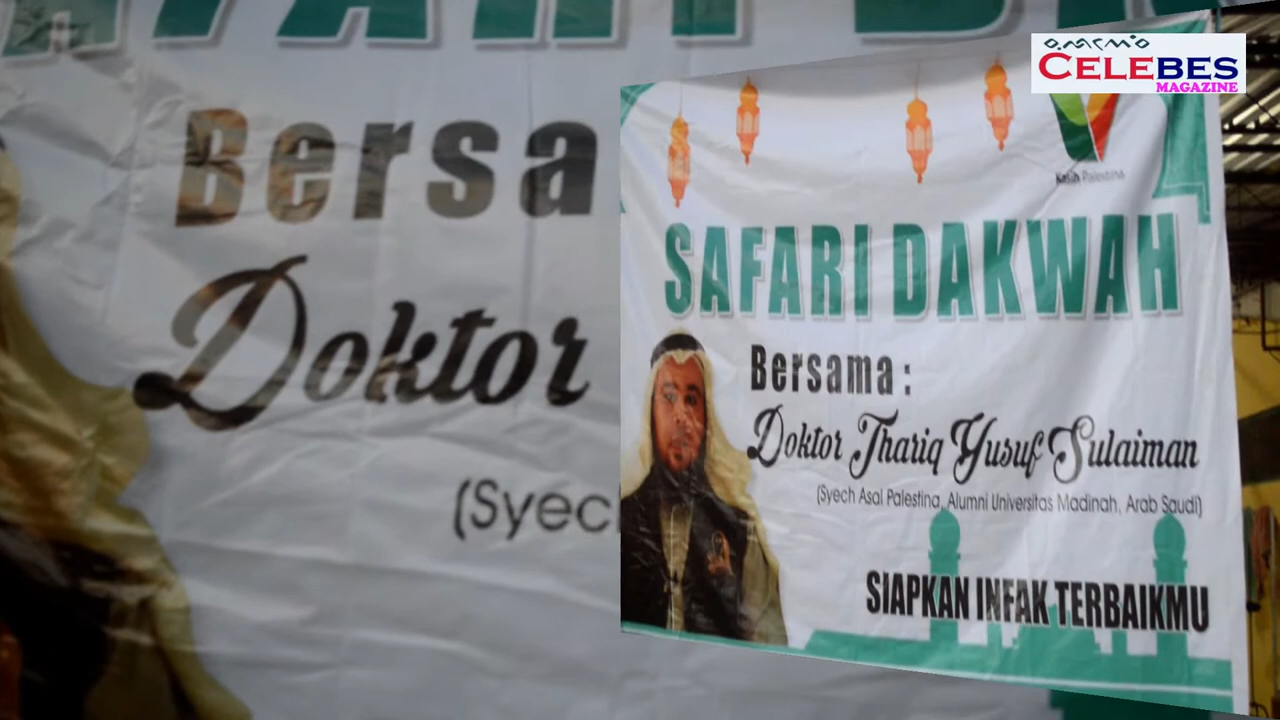 CELEBES
MAGAZINE
Kasih Palestina
SAFARI DAKWAH
Bersama :
Doktor Thariq Yusuf Sulaiman
(Syech Asal Palestina, Alumni Universitas Madinah, Arab Saudi)
SIAPKAN INFAK TERBAIKMU
Bersa
Doktor
(Syec